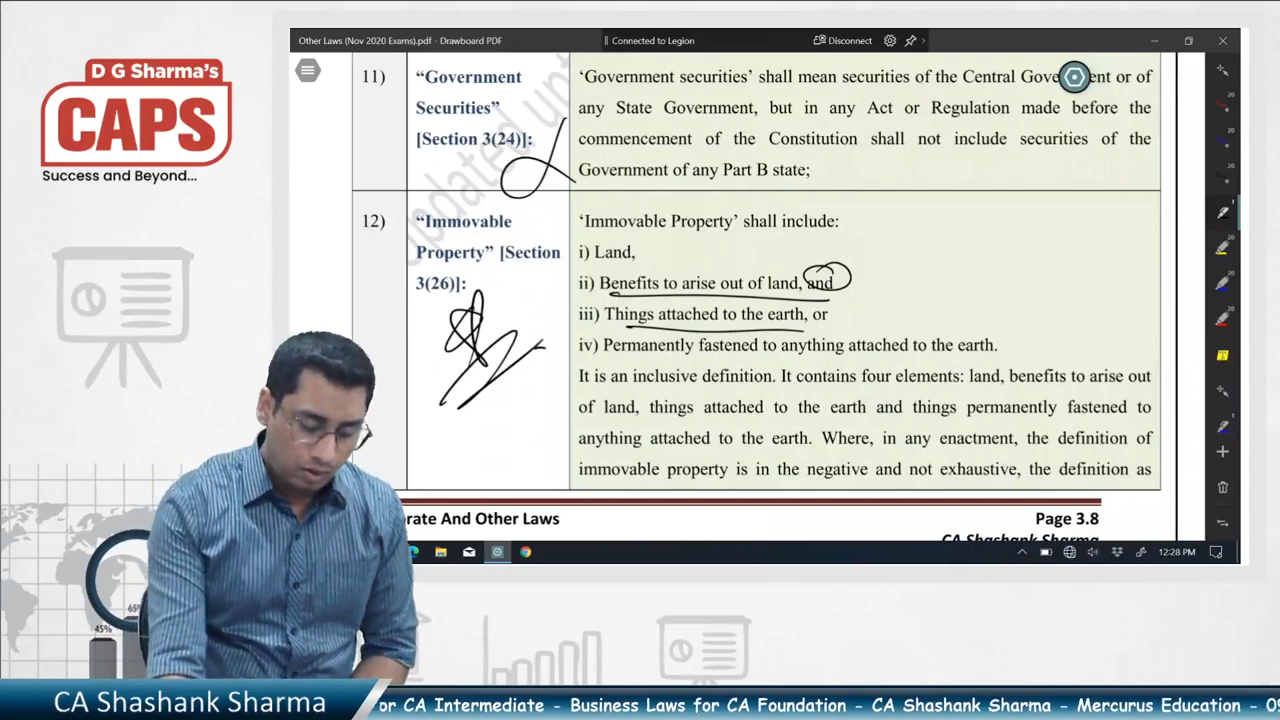 D G Sharma's
CAPS
Success and Beyond...
Other Laws (Nov 2020 Exams).pdf - Drawboard PDF
Connected to Legion
Disconnect
11)
“Government
Securities”
[Section 3(24)]:
‘Government securities’ shall mean securities of the Central
or of
any State Government, but in any Act or Regulation made before the
commencement of the Constitution shall not include securities of the
Government of any Part B state;
12)
“Immovable
Property” [Section
3(26)]:
‘Immovable Property’ shall include:
i) Land,
ii) Benefits to arise out of land, and
iii) Things attached to the earth, or
iv) Permanently fastened to anything attached to the earth.
It is an inclusive definition. It contains four elements: land, benefits to arise out
of land, things attached to the earth and things permanently fastened to
anything attached to the earth. Where, in any enactment, the definition of
immovable property is in the negative and not exhaustive, the definition as
rate And Other Laws
Page 3.8
CA Shashank Sharma
12:28 PM
45%
65%
CA Shashank Sharma
or CA Intermediate - Business Laws for CA Foundation - CA Shashank Sharma - Mercurus Education -